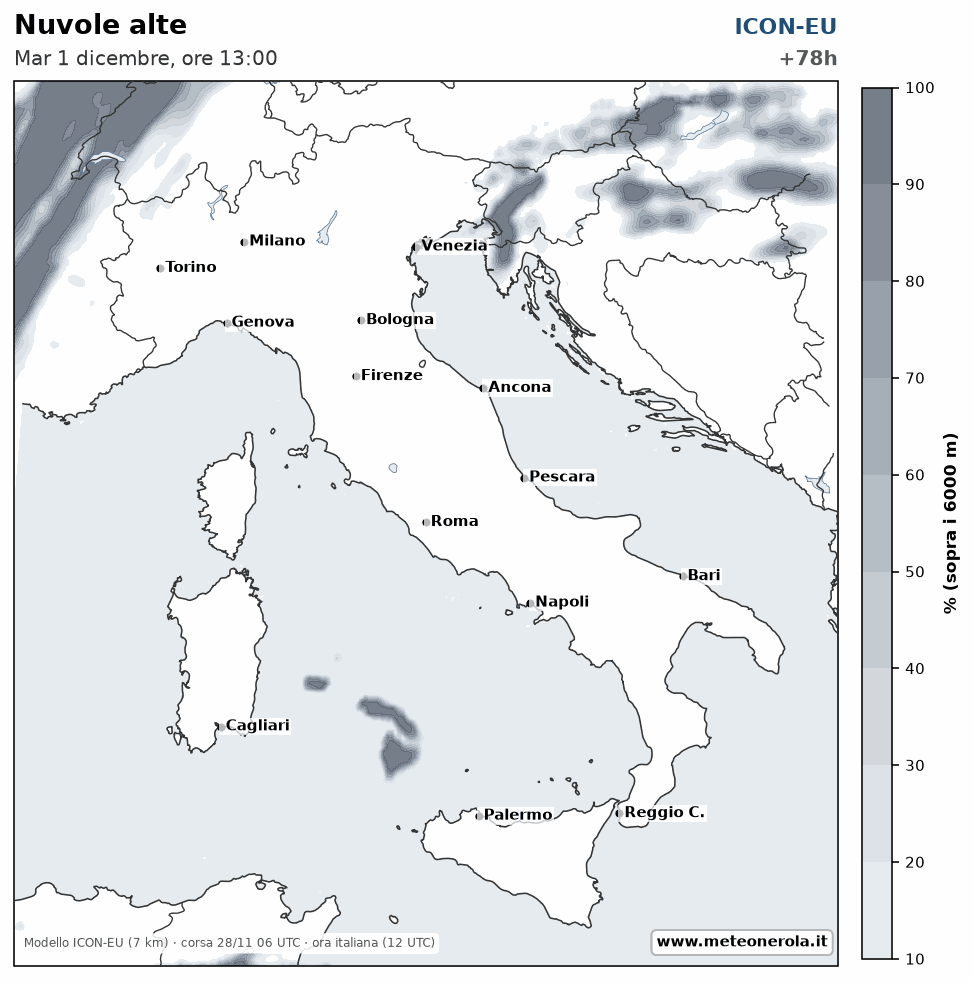 Nuvole alte
ICON-EU
Mar 1 dicembre, ore 13:00
+78h
100
90
80
70
60
50
40
30
20
10
% (sopra i 6000 m)
Milano
Venezia
Torino
Genova
Bologna
Firenze
Ancona
Pescara
Roma
Bari
Napoli
Cagliari
Palermo
Reggio C.
Modello ICON-EU (7 km) · corsa 28/11 06 UTC · ora italiana (12 UTC)
www.meteonerola.it